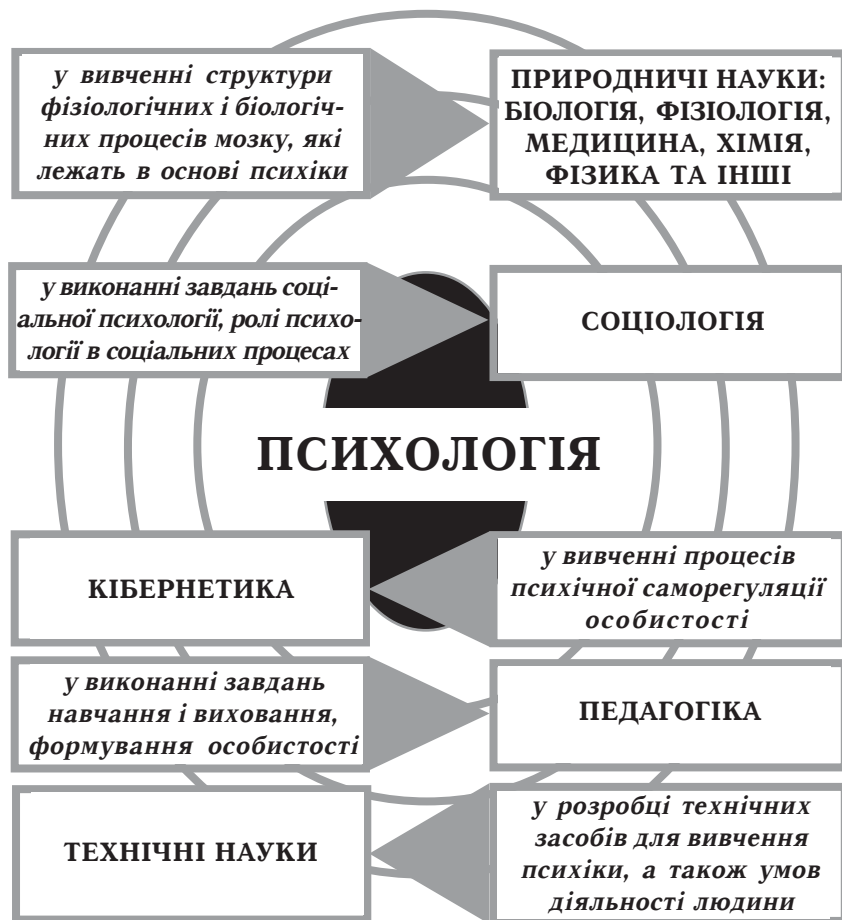 у вивченні структури
фізіологічних і біологіч-
них процесів мозку, які
лежать в основі психіки
ПРИРОДНИЧІ НАУКИ:
БІОЛОГІЯ, ФІЗІОЛОГІЯ,
МЕДИЦИНА, ХІМІЯ,
ФІЗИКА ТА ІНШІ
у виконанні завдань соці-
альної психології, ролі психо-
логії в соціальних процесах
СОЦІОЛОГІЯ
ПСИХОЛОГІЯ
КІБЕРНЕТИКА
у вивченні процесів
психічної саморегуляції
особистості
у виконанні завдань
навчання і виховання,
формування особистості
ПЕДАГОГІКА
ТЕХНІЧНІ НАУКИ
у розробці технічних
засобів для вивчення
психіки, а також умов
діяльності людини